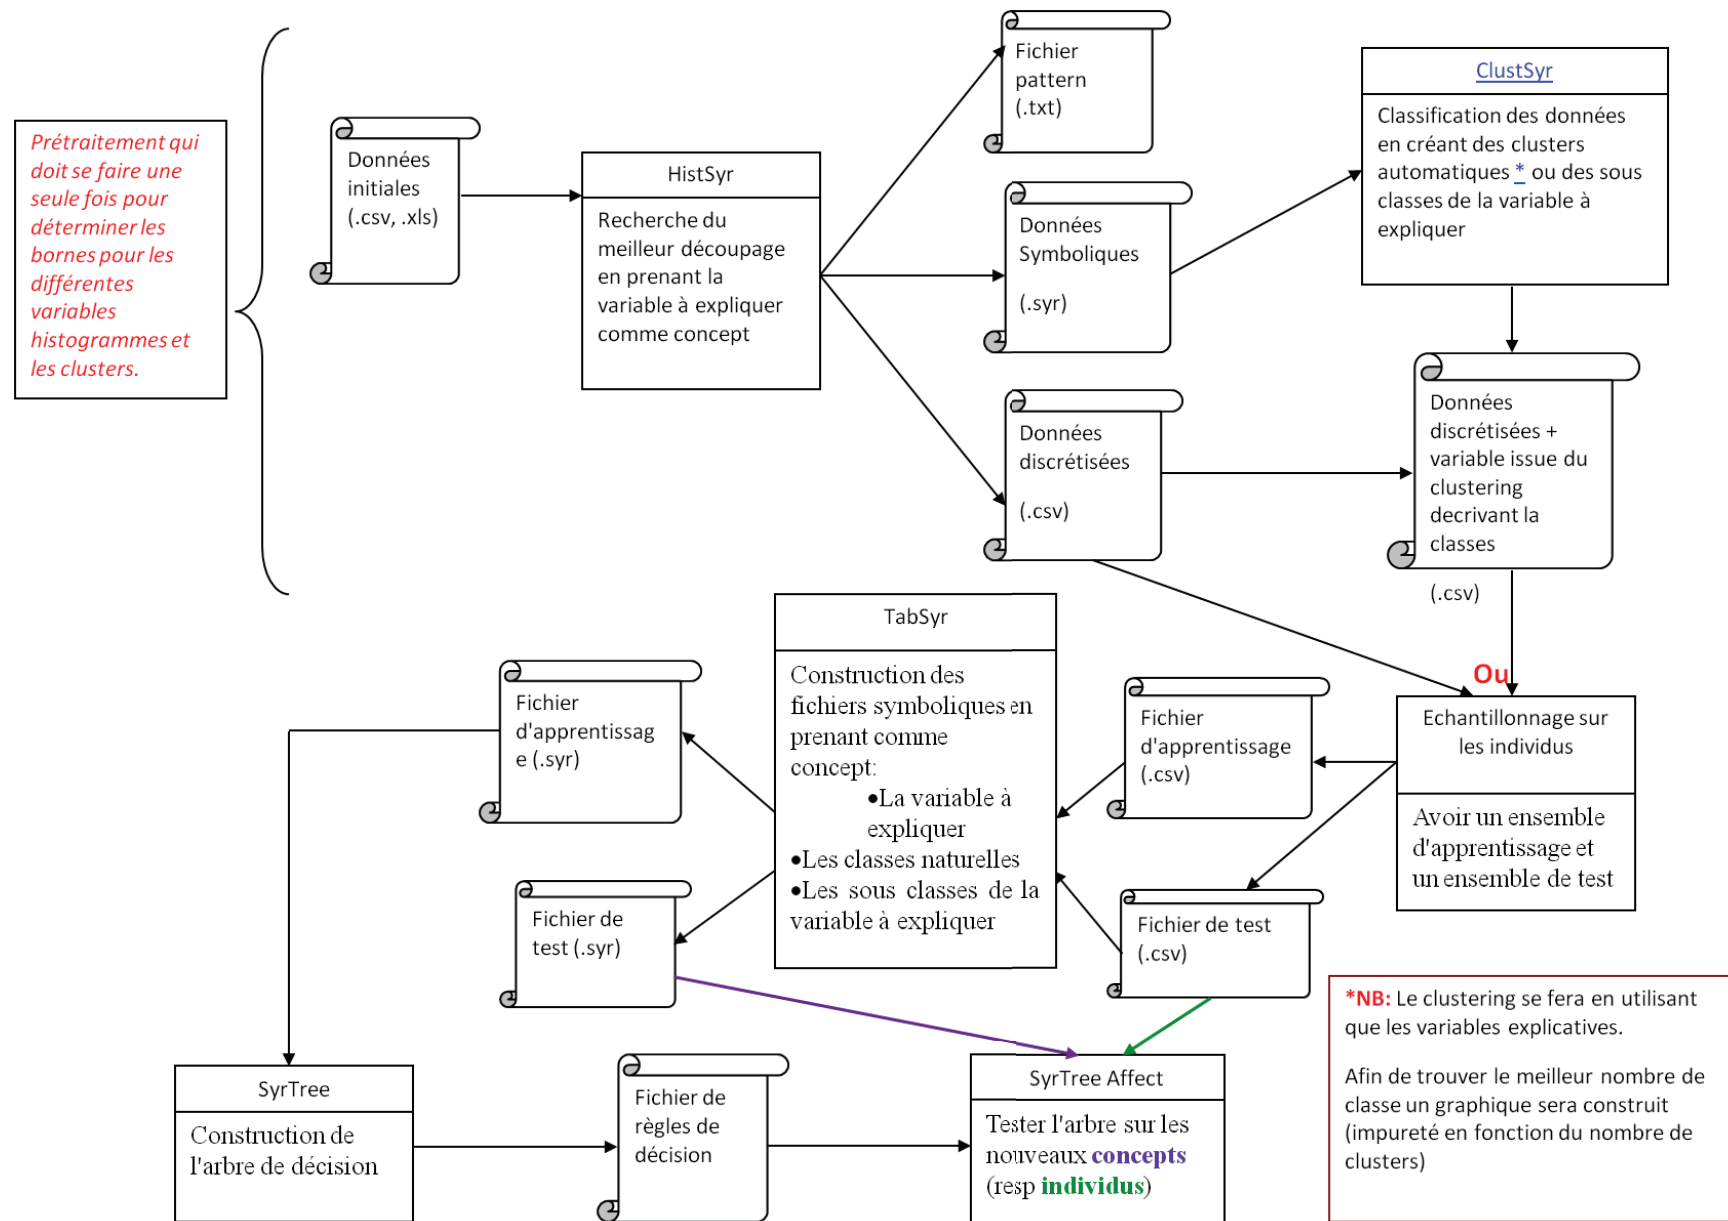 Prétraitement qui
doit se faire une
seule fois pour
déterminer les
bornes pour les
différentes
variables
histogrammes et
les clusters.
Données
initiales
(.csv, .xls)
HistSyr
Recherche du
meilleur découpage
en prenant la
variable à expliquer
comme concept
Fichier
pattern
(.txt)
Données
Symboliques
(.syr)
Données
discrétisées
(.csv)
ClustSyr
Classification des données
en créant des clusters
automatiques * ou des sous
classes de la variable à
expliquer
Données
discrétisées +
variable issue du
clustering
decrivant la
classes
(.csv)
Ou
Echantillonnage sur
les individus
Avoir un ensemble
d'apprentissage et
un ensemble de test
Fichier
d'apprentissage
(.csv)
Fichier de test
(.csv)
TabSyr
Construction des
fichiers symboliques en
prenant comme
concept:
•La variable à
expliquer
•Les classes naturelles
•Les sous classes de la
variable à expliquer
Fichier
d'apprentissag
e (.syr)
Fichier de
test (.syr)
SyrTree
Construction de
l'arbre de décision
Fichier de
règles de
décision
SyrTree Affect
Tester l'arbre sur les
nouveaux concepts
(resp individus)
*NB: Le clustering se fera en utilisant
que les variables explicatives.
Afin de trouver le meilleur nombre de
classe un graphique sera construit
(impureté en fonction du nombre de
clusters)